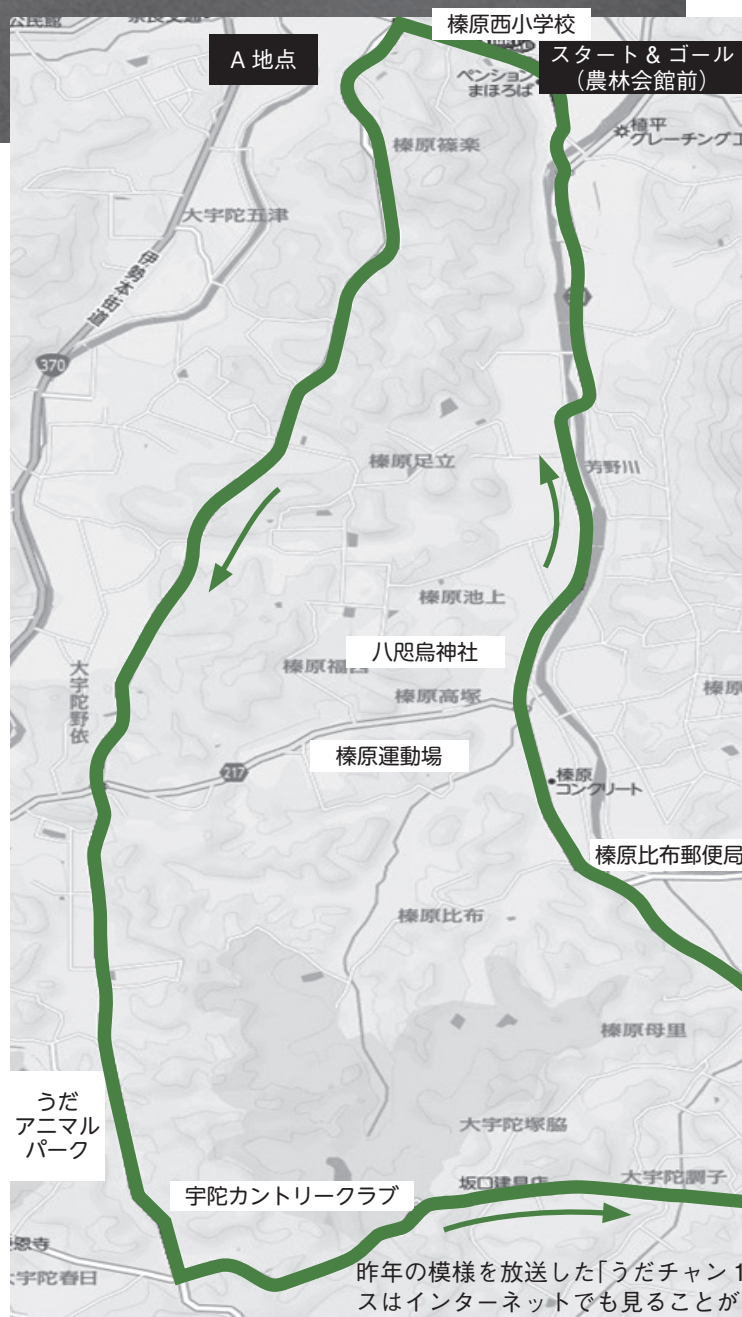 榛原西小学校
A 地点
スタート & ゴール
（農林会館前）
ペンション
まほろば
植平
榛原篠楽
グレーチング工
大宇陀五津
伊勢本街道
370
榛原足立
芳野川
榛原池上
八咫烏神社
大宇陀野依
榛原高塚
榛原
榛原運動場
217
榛原
コンクリート
榛原比布郵便局
榛原比布
榛原母里
うだ
アニマル
パーク
大宇陀塚脇
坂口建具店
大宇陀調子
宇陀カントリークラブ
恩寺
宇陀春日
昨年の模様を放送した「うだチャン 1
スはインターネットでも見ることが